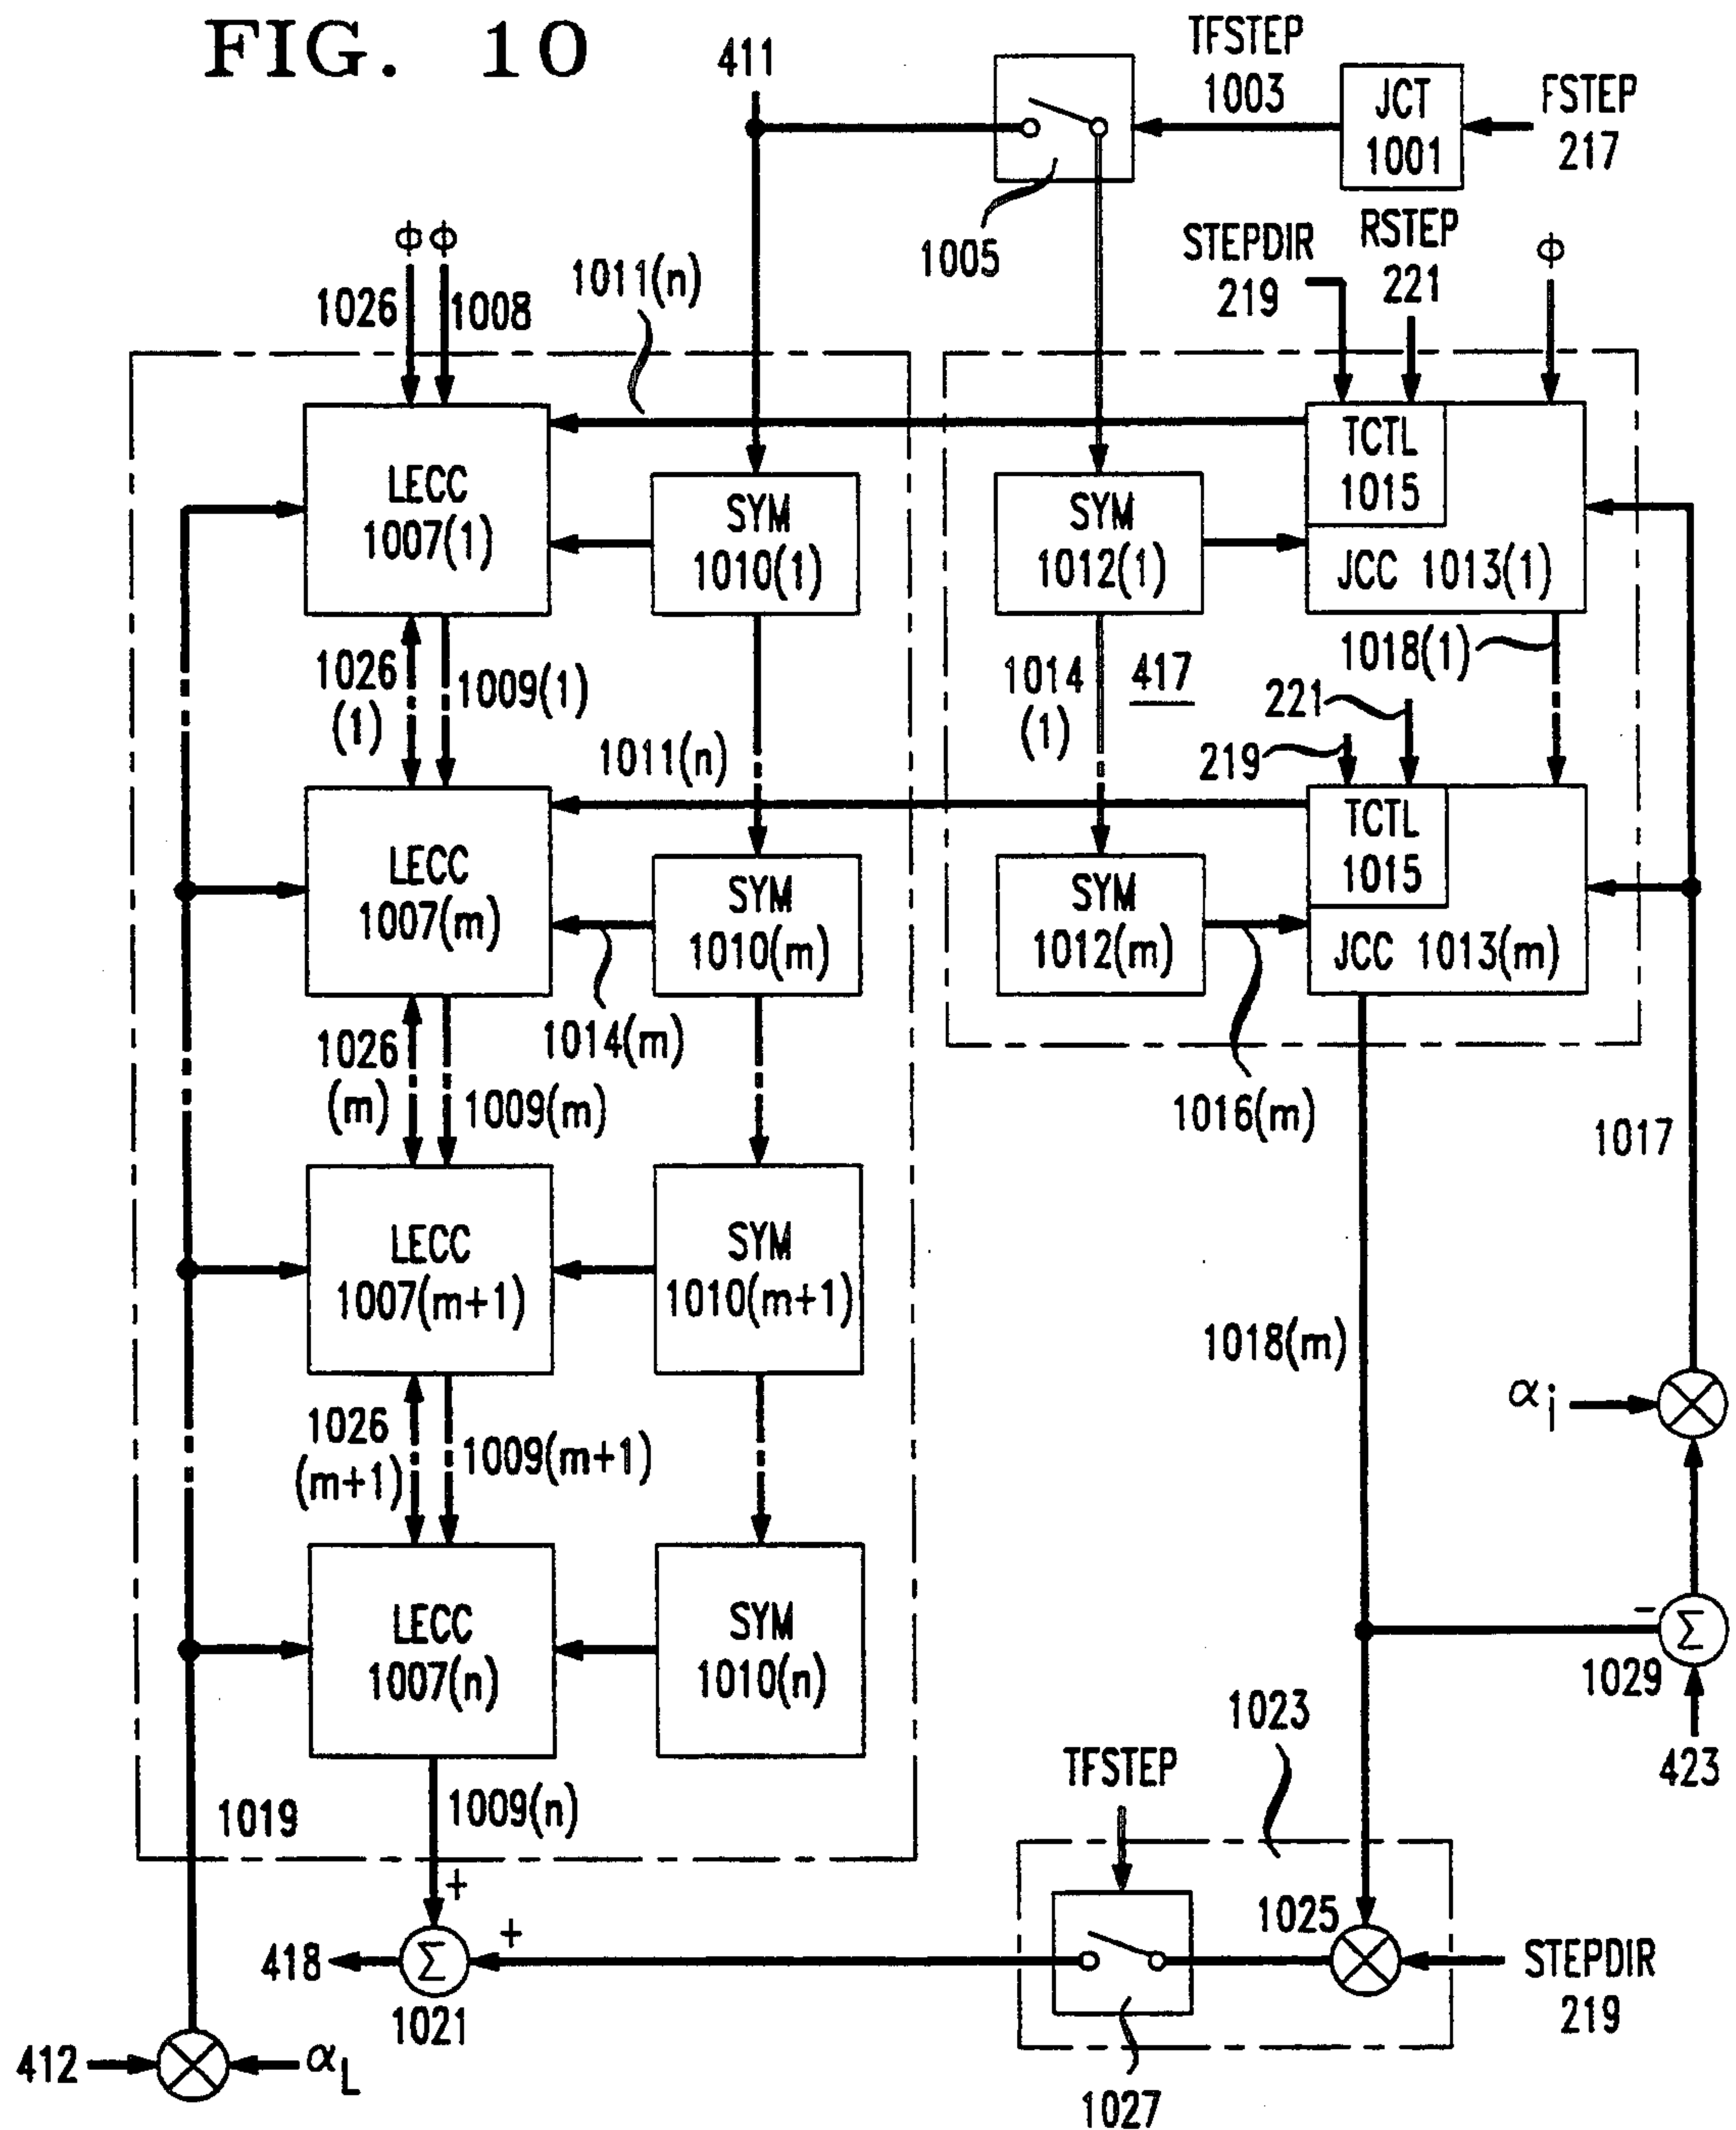 FIG. 10
411
TFSTEP
1003
JCT
1001
FSTEP
217
1005
STEPDIR
219
RSTEP
221
ϕ
ϕ ϕ
1026
1008
1011(n)
LECC
1007(1)
SYM
1010(1)
SYM
1012(1)
TCTL
1015
JCC 1013(1)
1026
(1)
1009(1)
1014
(1)
417
1018(1)
221
219
1011(n)
LECC
1007(m)
SYM
1010(m)
SYM
1012(m)
TCTL
1015
JCC 1013(m)
1026
(m)
1009(m)
1014(m)
1016(m)
1017
LECC
1007(m+1)
SYM
1010(m+1)
1018(m)
αi
1026
(m+1)
1009(m+1)
LECC
1007(n)
SYM
1010(n)
-
Σ
1029
423
1023
TFSTEP
1019
1009(n)
+
+
1025
418
Σ
1021
STEPDIR
219
412
αL
1027